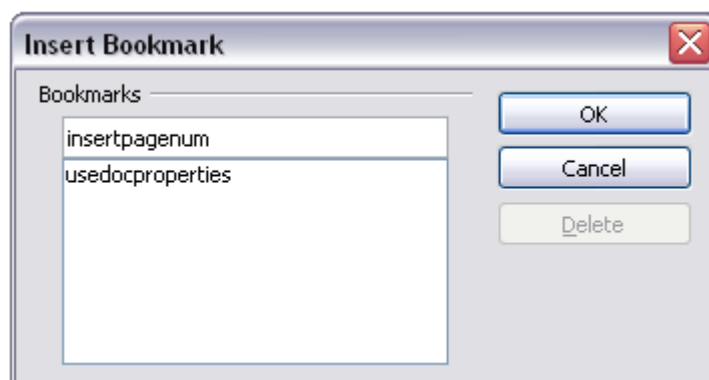 Insert Bookmark
Bookmarks
OK
insertpagenum
Cancel
usedocproperties
Delete